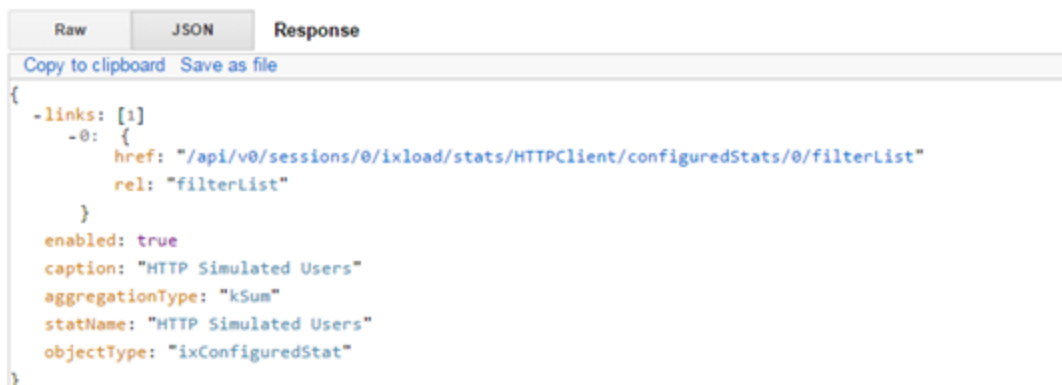 Raw JSON Response
Copy to clipboard Save as file
{
-links: [1]
-0: {
href: "/api/v0/sessions/0/ixload/stats/HTTPClient/configuredStats/0/filterList"
rel: "filterList"
}
enabled: true
caption: "HTTP Simulated Users"
aggregationType: "kSum"
statName: "HTTP Simulated Users"
objectType: "ixConfiguredStat"
}